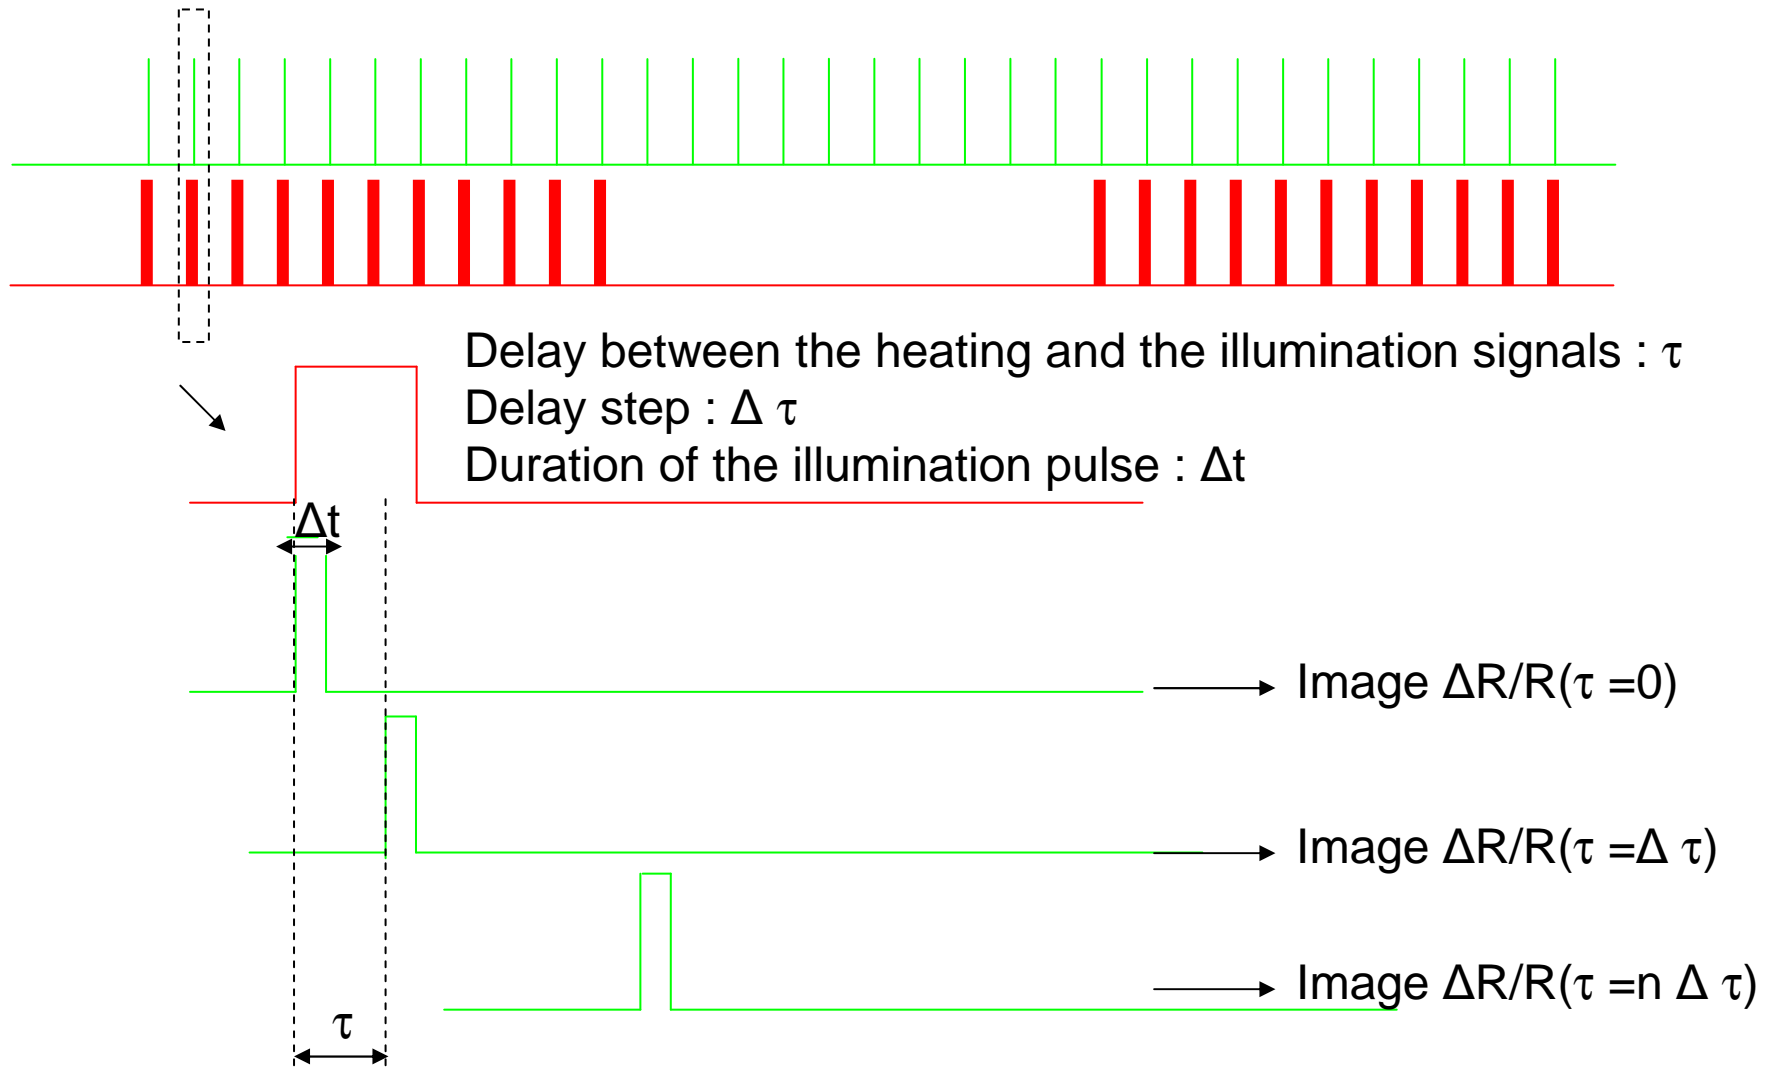 Delay between the heating and the illumination signals : τ
Delay step : Δ τ
Duration of the illumination pulse : Δt
Δt
Image ΔR/R(τ =0)
Image ΔR/R(τ =Δ τ)
Image ΔR/R(τ =n Δ τ)
τ